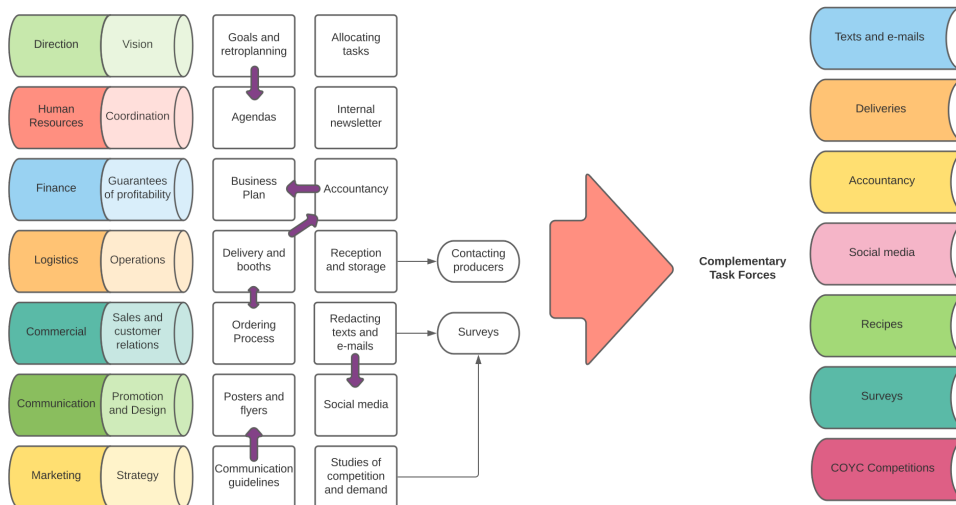 Direction
Vision
Goals and
retroplanning
Allocating
tasks
Human
Resources
Coordination
Agendas
Internal
newsletter
Finance
Guarantees
of profitability
Business
Plan
Accountancy
Logistics
Operations
Delivery and
booths
Reception
and storage
Contacting
producers
Commercial
Sales and
customer
relations
Ordering
Process
Redacting
texts and
e-mails
Surveys
Communication
Promotion
and Design
Posters and
flyers
Social media
Marketing
Strategy
Communication
guidelines
Studies of
competition
and demand
Complementary
Task Forces
Texts and e-mails
Deliveries
Accountancy
Social media
Recipes
Surveys
COYC Competitions